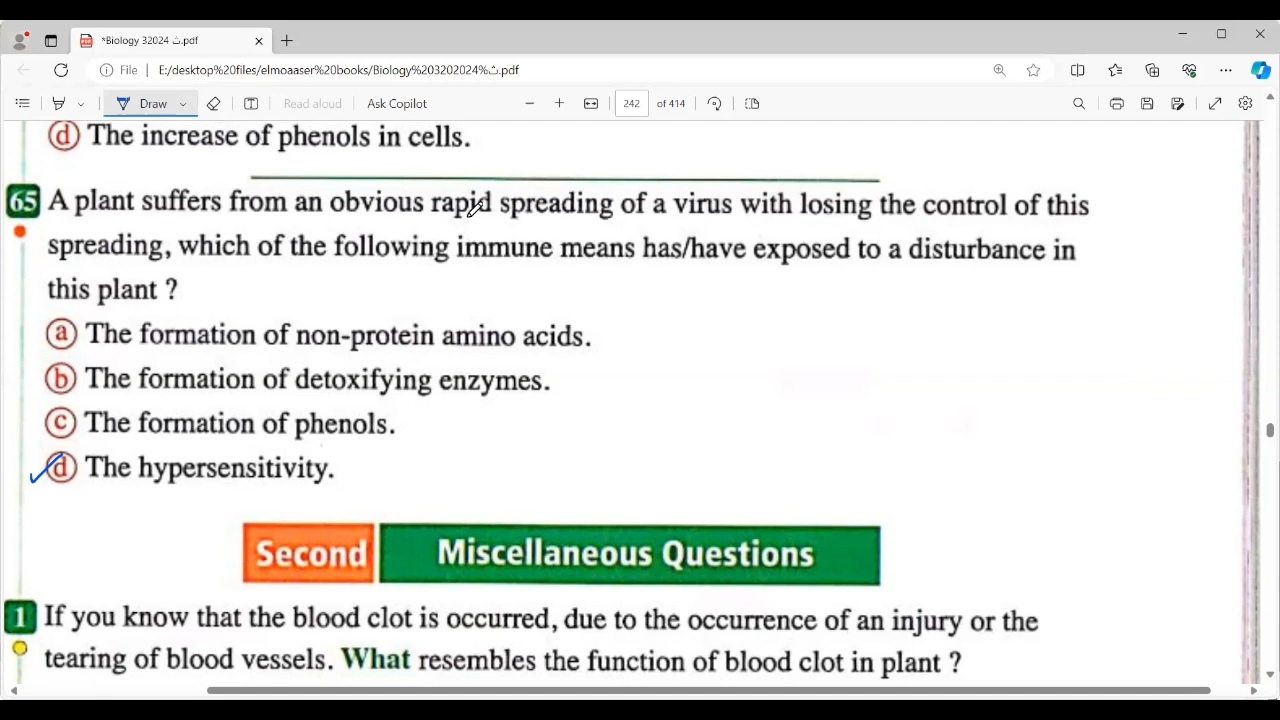 *Biology 32024 ث.pdf
File
E:/desktop%20files/elmoaaser%20books/Biology%203202024%ث.pdf
Draw
Read aloud
Ask Copilot
242
of 414
d The increase of phenols in cells.
65 A plant suffers from an obvious rapid spreading of a virus with losing the control of this
spreading, which of the following immune means has/have exposed to a disturbance in
this plant ?
a The formation of non-protein amino acids.
b The formation of detoxifying enzymes.
c The formation of phenols.
d The hypersensitivity.
Second Miscellaneous Questions
1 If you know that the blood clot is occurred, due to the occurrence of an injury or the
tearing of blood vessels. What resembles the function of blood clot in plant ?